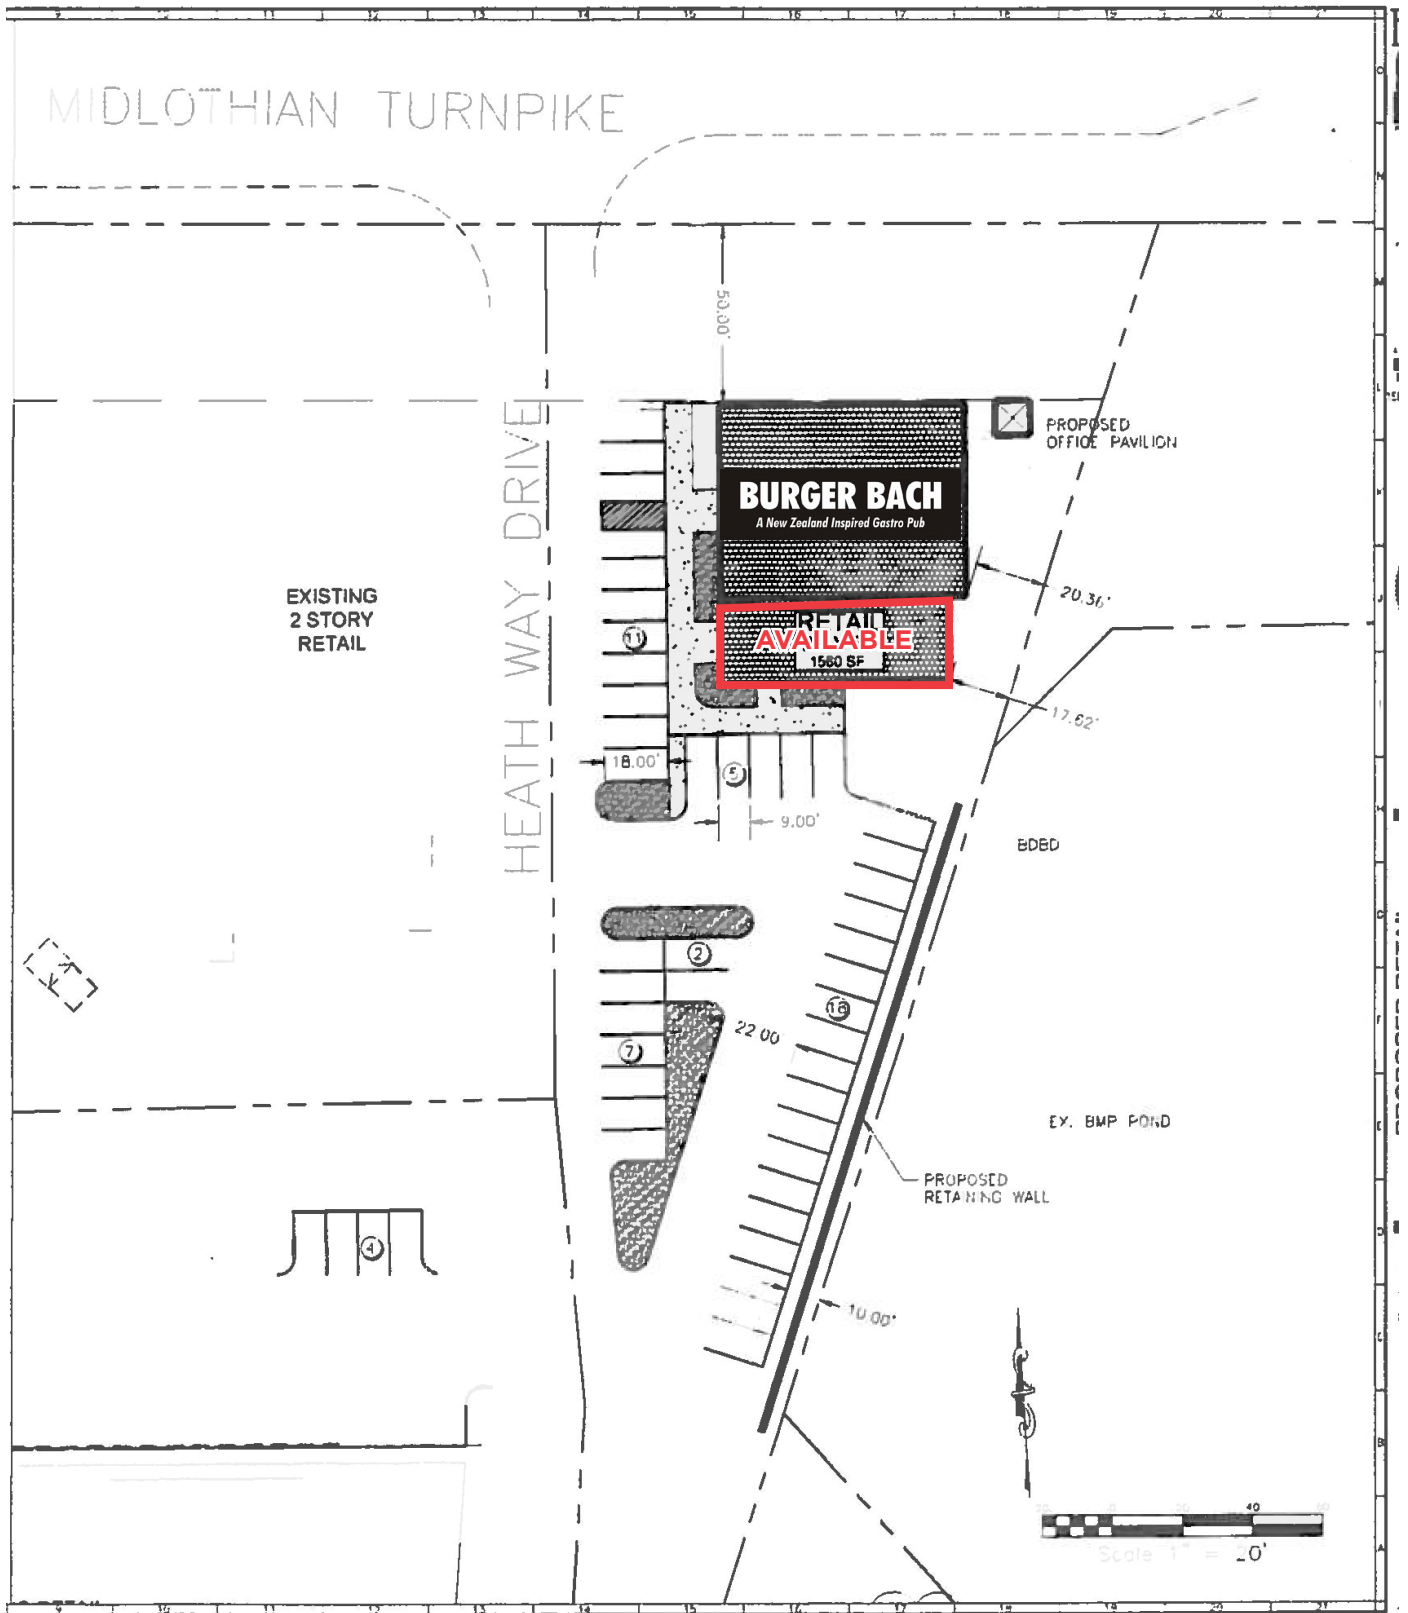 MIDLOTHIAN TURNPIKE
50.00'
HEATH WAY DRIVE
PROPOSED
OFFICE PAVILION
BURGER BACH
A New Zealand Inspired Gastro Pub
20.36'
EXISTING
2 STORY
RETAIL
11
RETAIL
AVAILABLE
1560 SF
17.62'
18.00'
5
9.00'
BDBD
2
18
22.00
7
EX. BMP POND
PROPOSED
RETAINING WALL
4
10.00'
40
Scale 1" = 20'